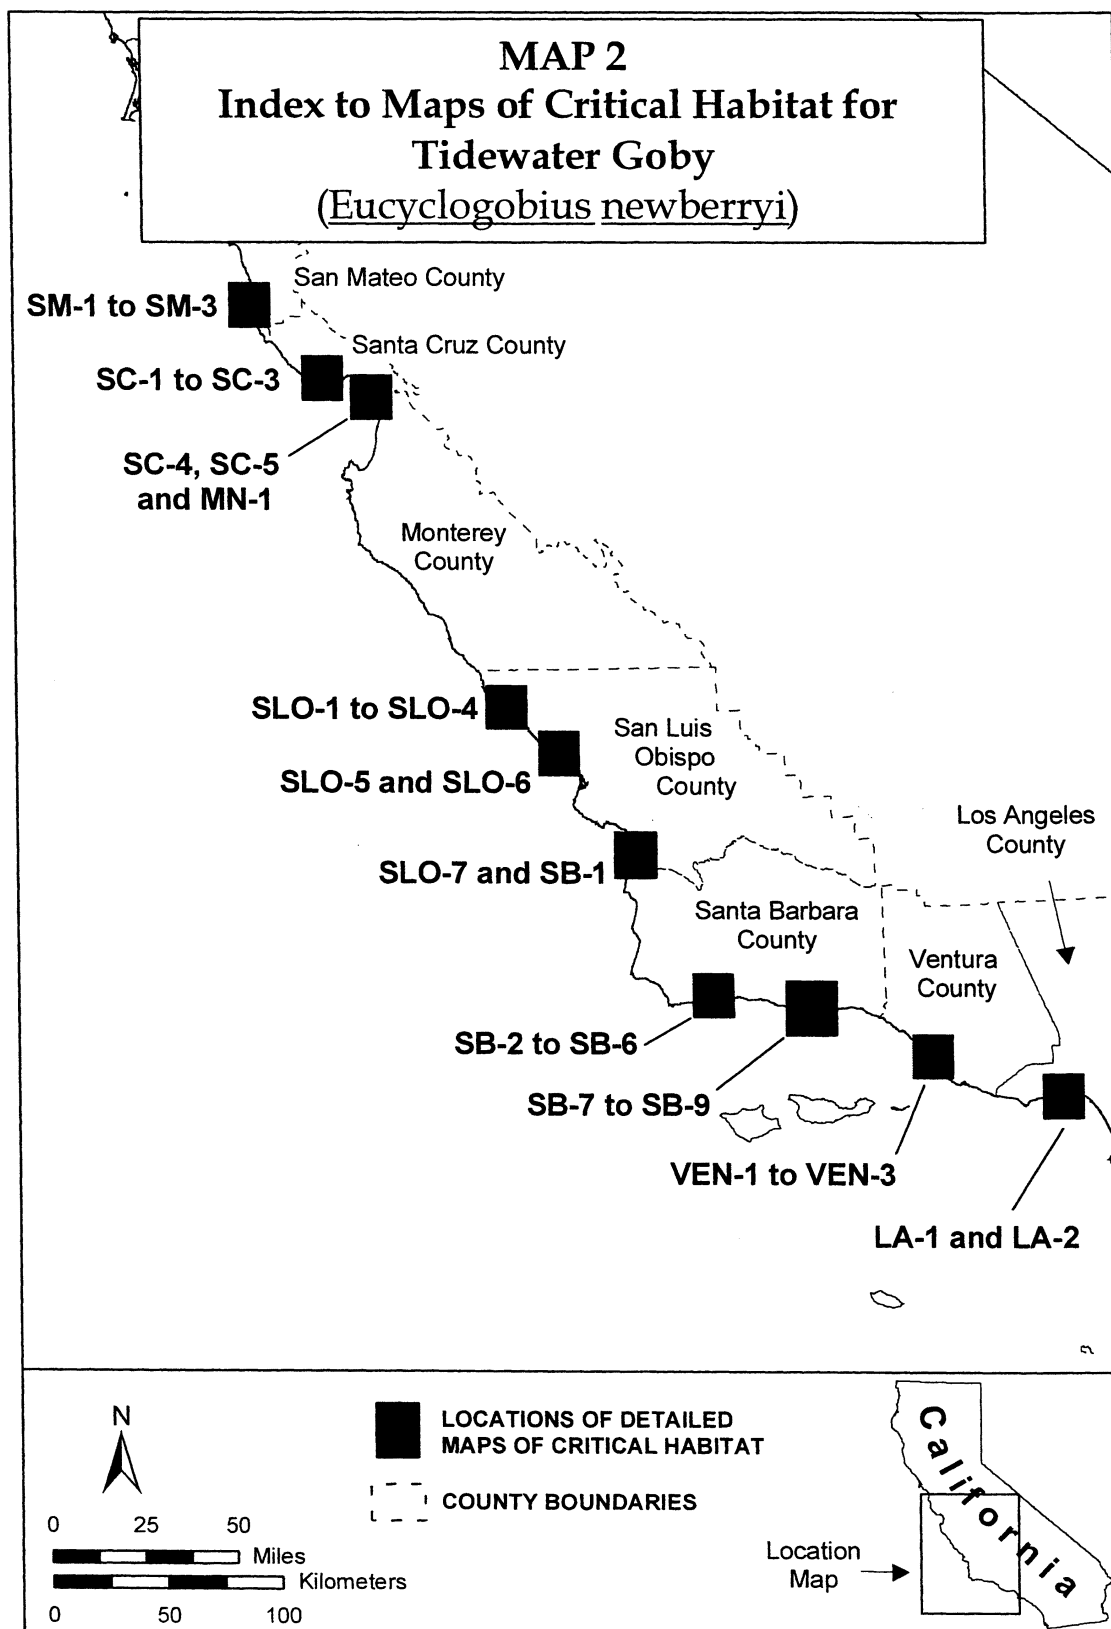 MAP 2
Index to Maps of Critical Habitat for
Tidewater Goby
(Eucyclogobius newberryi)
San Mateo County
SM-1 to SM-3
Santa Cruz County
SC-1 to SC-3
SC-4, SC-5
and MN-1
Monterey
County
SLO-1 to SLO-4
San Luis
Obispo
County
SLO-5 and SLO-6
Los Angeles
County
SLO-7 and SB-1
Santa Barbara
County
Ventura
County
SB-2 to SB-6
SB-7 to SB-9
VEN-1 to VEN-3
LA-1 and LA-2
N
LOCATIONS OF DETAILED
MAPS OF CRITICAL HABITAT
COUNTY BOUNDARIES
0 25 50
Miles
Kilometers
0 50 100
Location
Map
California